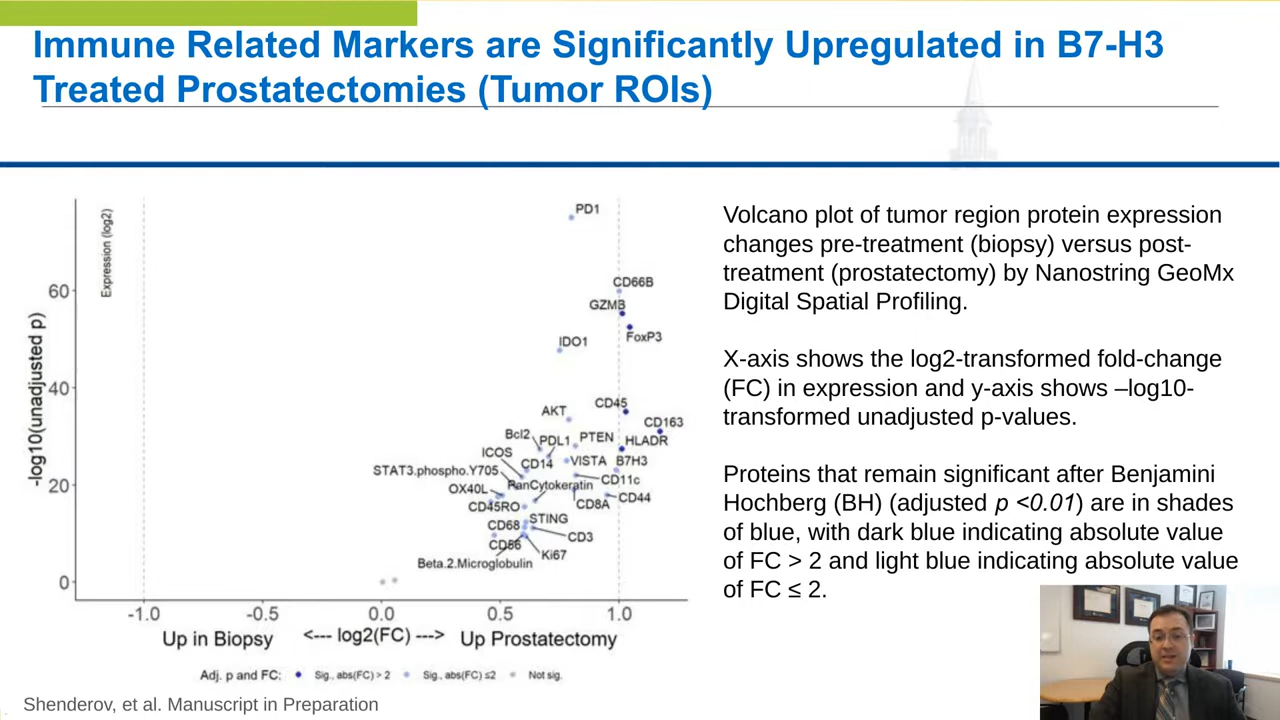 Immune Related Markers are Significantly Upregulated in B7-H3
Treated Prostatectomies (Tumor ROIs)
Volcano plot of tumor region protein expression
changes pre-treatment (biopsy) versus post-
treatment (prostatectomy) by Nanostring GeoMx
Digital Spatial Profiling.
X-axis shows the log2-transformed fold-change
(FC) in expression and y-axis shows –log10-
transformed unadjusted p-values.
Proteins that remain significant after Benjamini
Hochberg (BH) (adjusted p <0.01) are in shades
of blue, with dark blue indicating absolute value
of FC > 2 and light blue indicating absolute value
of FC ≤ 2.
Expression (log2)
-log10(unadjusted p)
60
40
20
0
PD1
CD66B
GZMB
FoxP3
IDO1
CD45
AKT
CD163
Bcl2
PDL1
PTEN
HLADR
ICOS
CD14
VISTA
B7H3
STAT3.phospho.Y705
CD11c
OX40L
PanCytokeratin
CD44
CD45RO
CD8A
CD68
STING
CD3
CD56
Ki67
Beta.2.Microglobulin
-1.0
-0.5
0.0
0.5
1.0
Up in Biopsy <--- log2(FC) ---> Up Prostatectomy
Adj. p and FC: Sig., abs(FC) > 2 Sig., abs(FC) ≤2 Not sig.
Shenderov, et al. Manuscript in Preparation